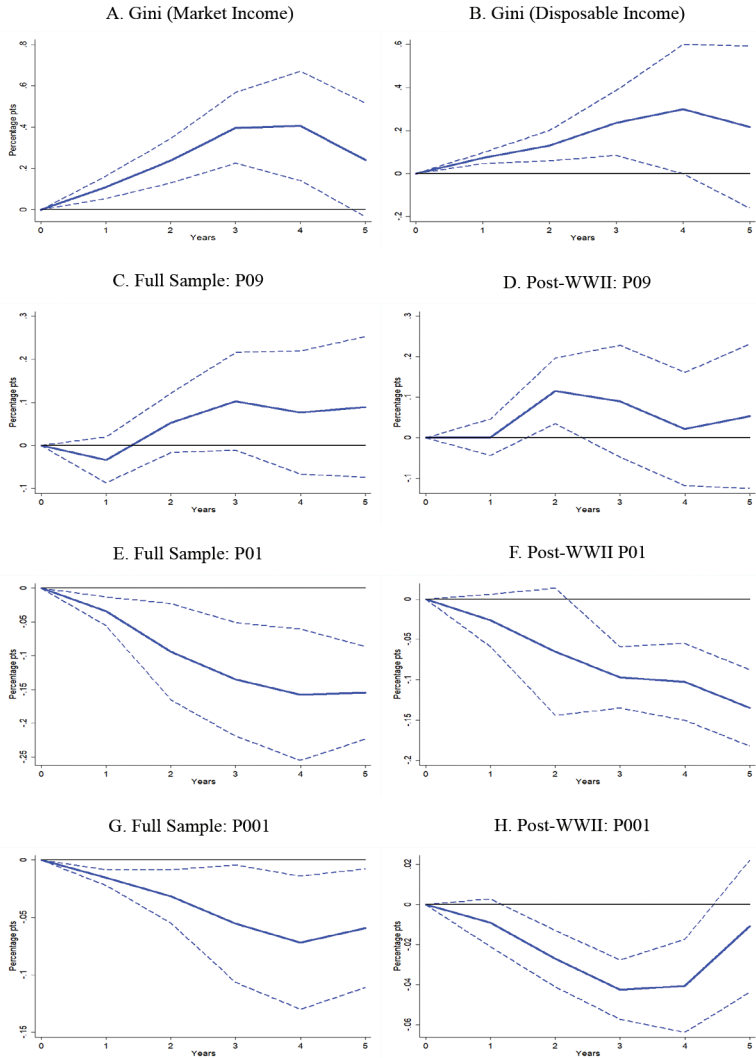 A. Gini (Market Income)
B. Gini (Disposable Income)
Percentage pts
0 .2 .4 .6 .8
0 1 2 3 4 5
Years
Percentage pts
-.2 0 .2 .4 .6
0 1 2 3 4 5
Years
C. Full Sample: P09
D. Post-WWII: P09
Percentage pts
-.1 0 .1 .2 .3
0 1 2 3 4 5
Years
Percentage pts
-.1 0 .1 .2 .3
0 1 2 3 4 5
Years
E. Full Sample: P01
F. Post-WWII P01
Percentage pts
-.25 -.2 -.15 -.1 -.05 0
0 1 2 3 4 5
Years
Percentage pts
-.2 -.15 -.1 -.05 0
0 1 2 3 4 5
Years
G. Full Sample: P001
H. Post-WWII: P001
Percentage pts
-.15 -.1 -.05 0
0 1 2 3 4 5
Years
Percentage pts
-.06 -.04 -.02 0 .02
0 1 2 3 4 5
Years